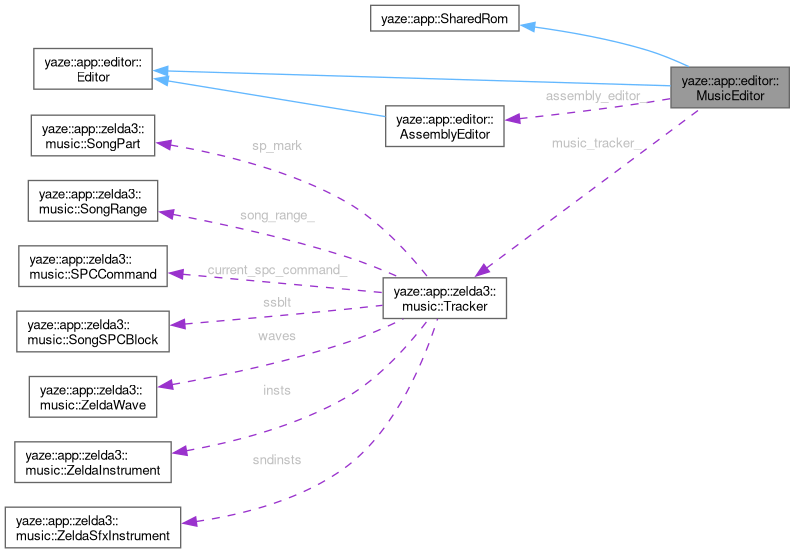 yaze::app::SharedRom
yaze::app::editor::
Editor
yaze::app::editor::
MusicEditor
assembly_editor_
yaze::app::editor::
AssemblyEditor
yaze::app::zelda3::
music::SongPart
sp_mark
music_tracker_
yaze::app::zelda3::
music::SongRange
song_range_
yaze::app::zelda3::
music::SPCCommand
current_spc_command_
yaze::app::zelda3::
music::Tracker
ssblt
yaze::app::zelda3::
music::SongSPCBlock
waves
yaze::app::zelda3::
music::ZeldaWave
insts
yaze::app::zelda3::
music::ZeldaInstrument
sndinsts
yaze::app::zelda3::
music::ZeldaSfxInstrument